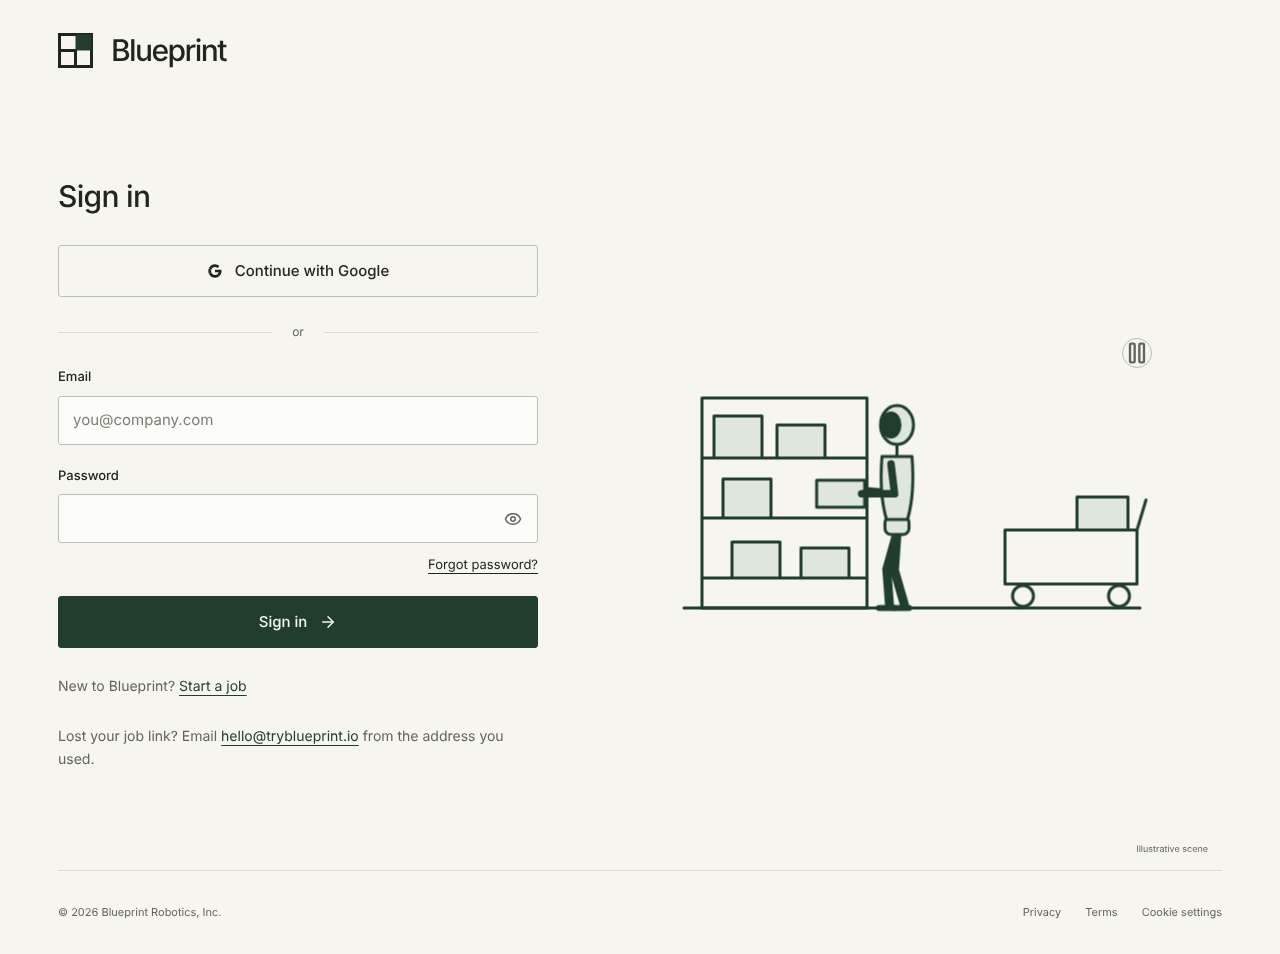 Blueprint
Sign in
Continue with Google
or
Email
you@company.com
Password
Forgot password?
Sign in
New to Blueprint? Start a job
Lost your job link? Email hello@tryblueprint.io from the address you
used.
Illustrative scene
© 2026 Blueprint Robotics, Inc.
Privacy Terms Cookie settings